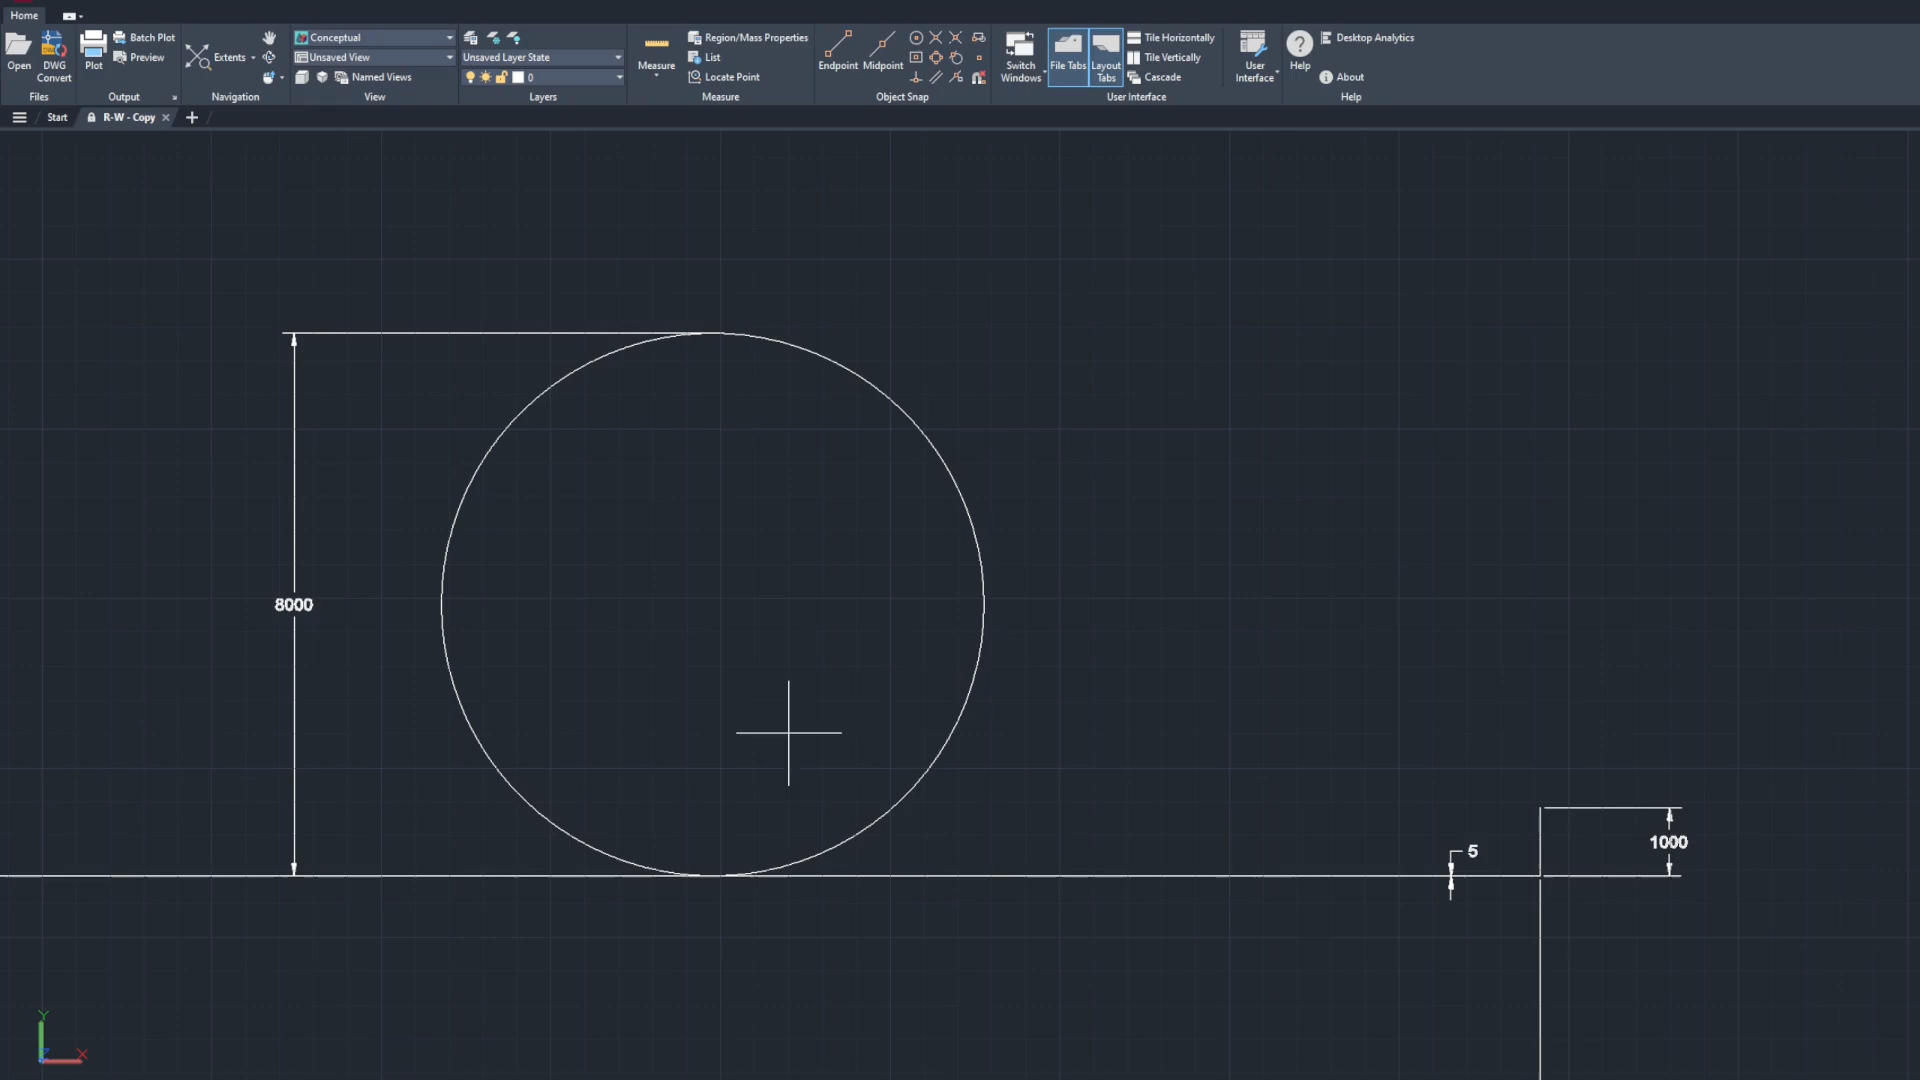 Home
Open
DWG
Convert
Files
Plot
Batch Plot
Preview
Output
Extents
Navigation
Conceptual
Unsaved View
Named Views
View
Unsaved Layer State
0
Layers
Measure
Region/Mass Properties
List
Locate Point
Measure
Endpoint
Midpoint
Object Snap
Switch
Windows
File Tabs
Layout
Tabs
Tile Horizontally
Tile Vertically
Cascade
User
Interface
User Interface
Help
Desktop Analytics
About
Help
Start
R-W - Copy
8000
5
1000
Y
Z
X